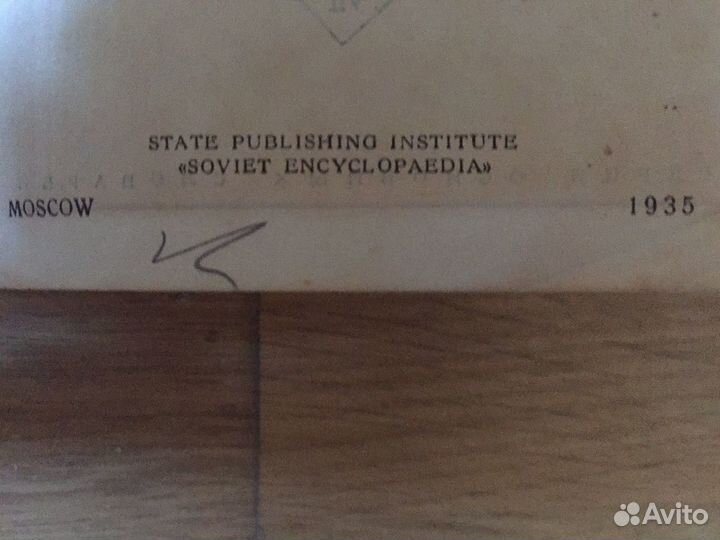 STATE PUBLISHING INSTITUTE
«SOVIET ENCYCLOPAEDIA»
MOSCOW 1935
Avito